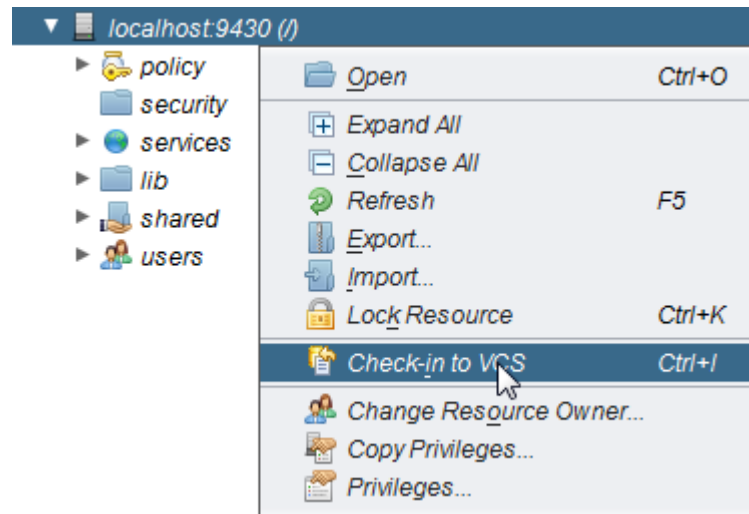 localhost:9430 (/)
policy
security
services
lib
shared
users
Open Ctrl+O
Expand All
Collapse All
Refresh F5
Export...
Import...
Lock Resource Ctrl+K
Check-in to VCS Ctrl+I
Change Resource Owner...
Copy Privileges...
Privileges...